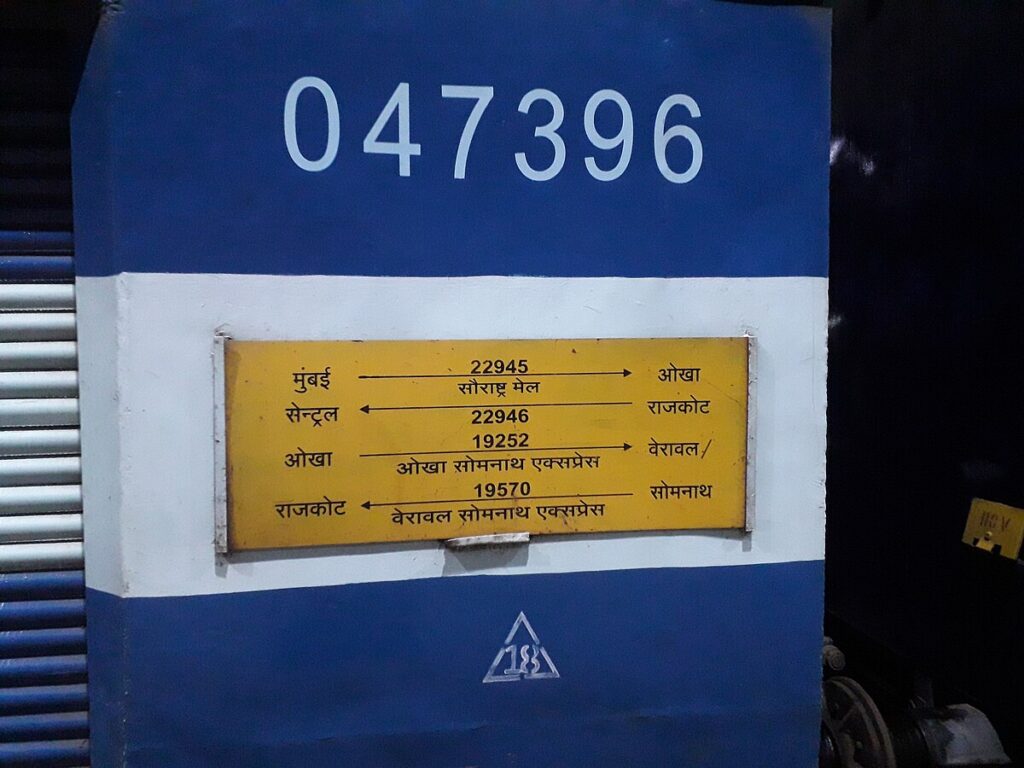 047396
22945
मुंबई ओखा
सौराष्ट्र मेल
सेन्ट्रल राजकोट
22946
19252
ओखा वेरावल/
ओखा सोमनाथ एक्सप्रेस
19570
राजकोट सोमनाथ
वेरावल सोमनाथ एक्सप्रेस
18